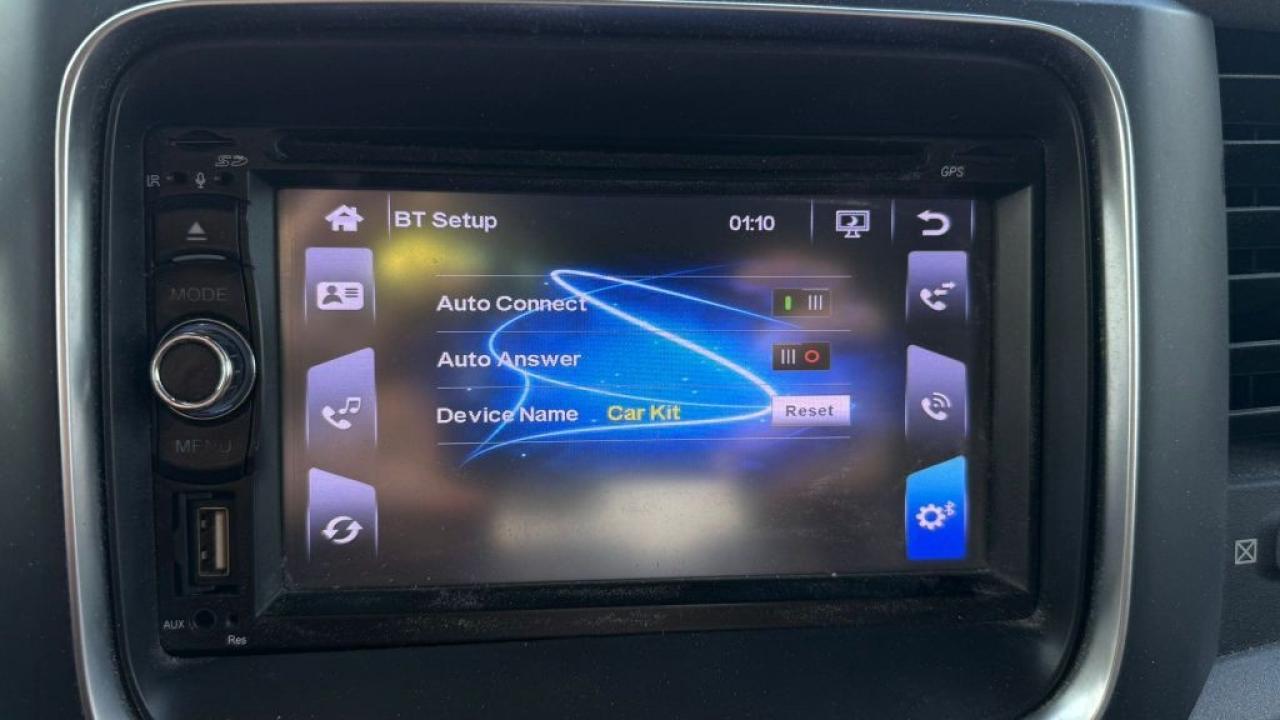 SD
IR
GPS
BT Setup
01:10
MODE
Auto Connect
Auto Answer
Device Name Car Kit Reset
MENU
AUX
Res